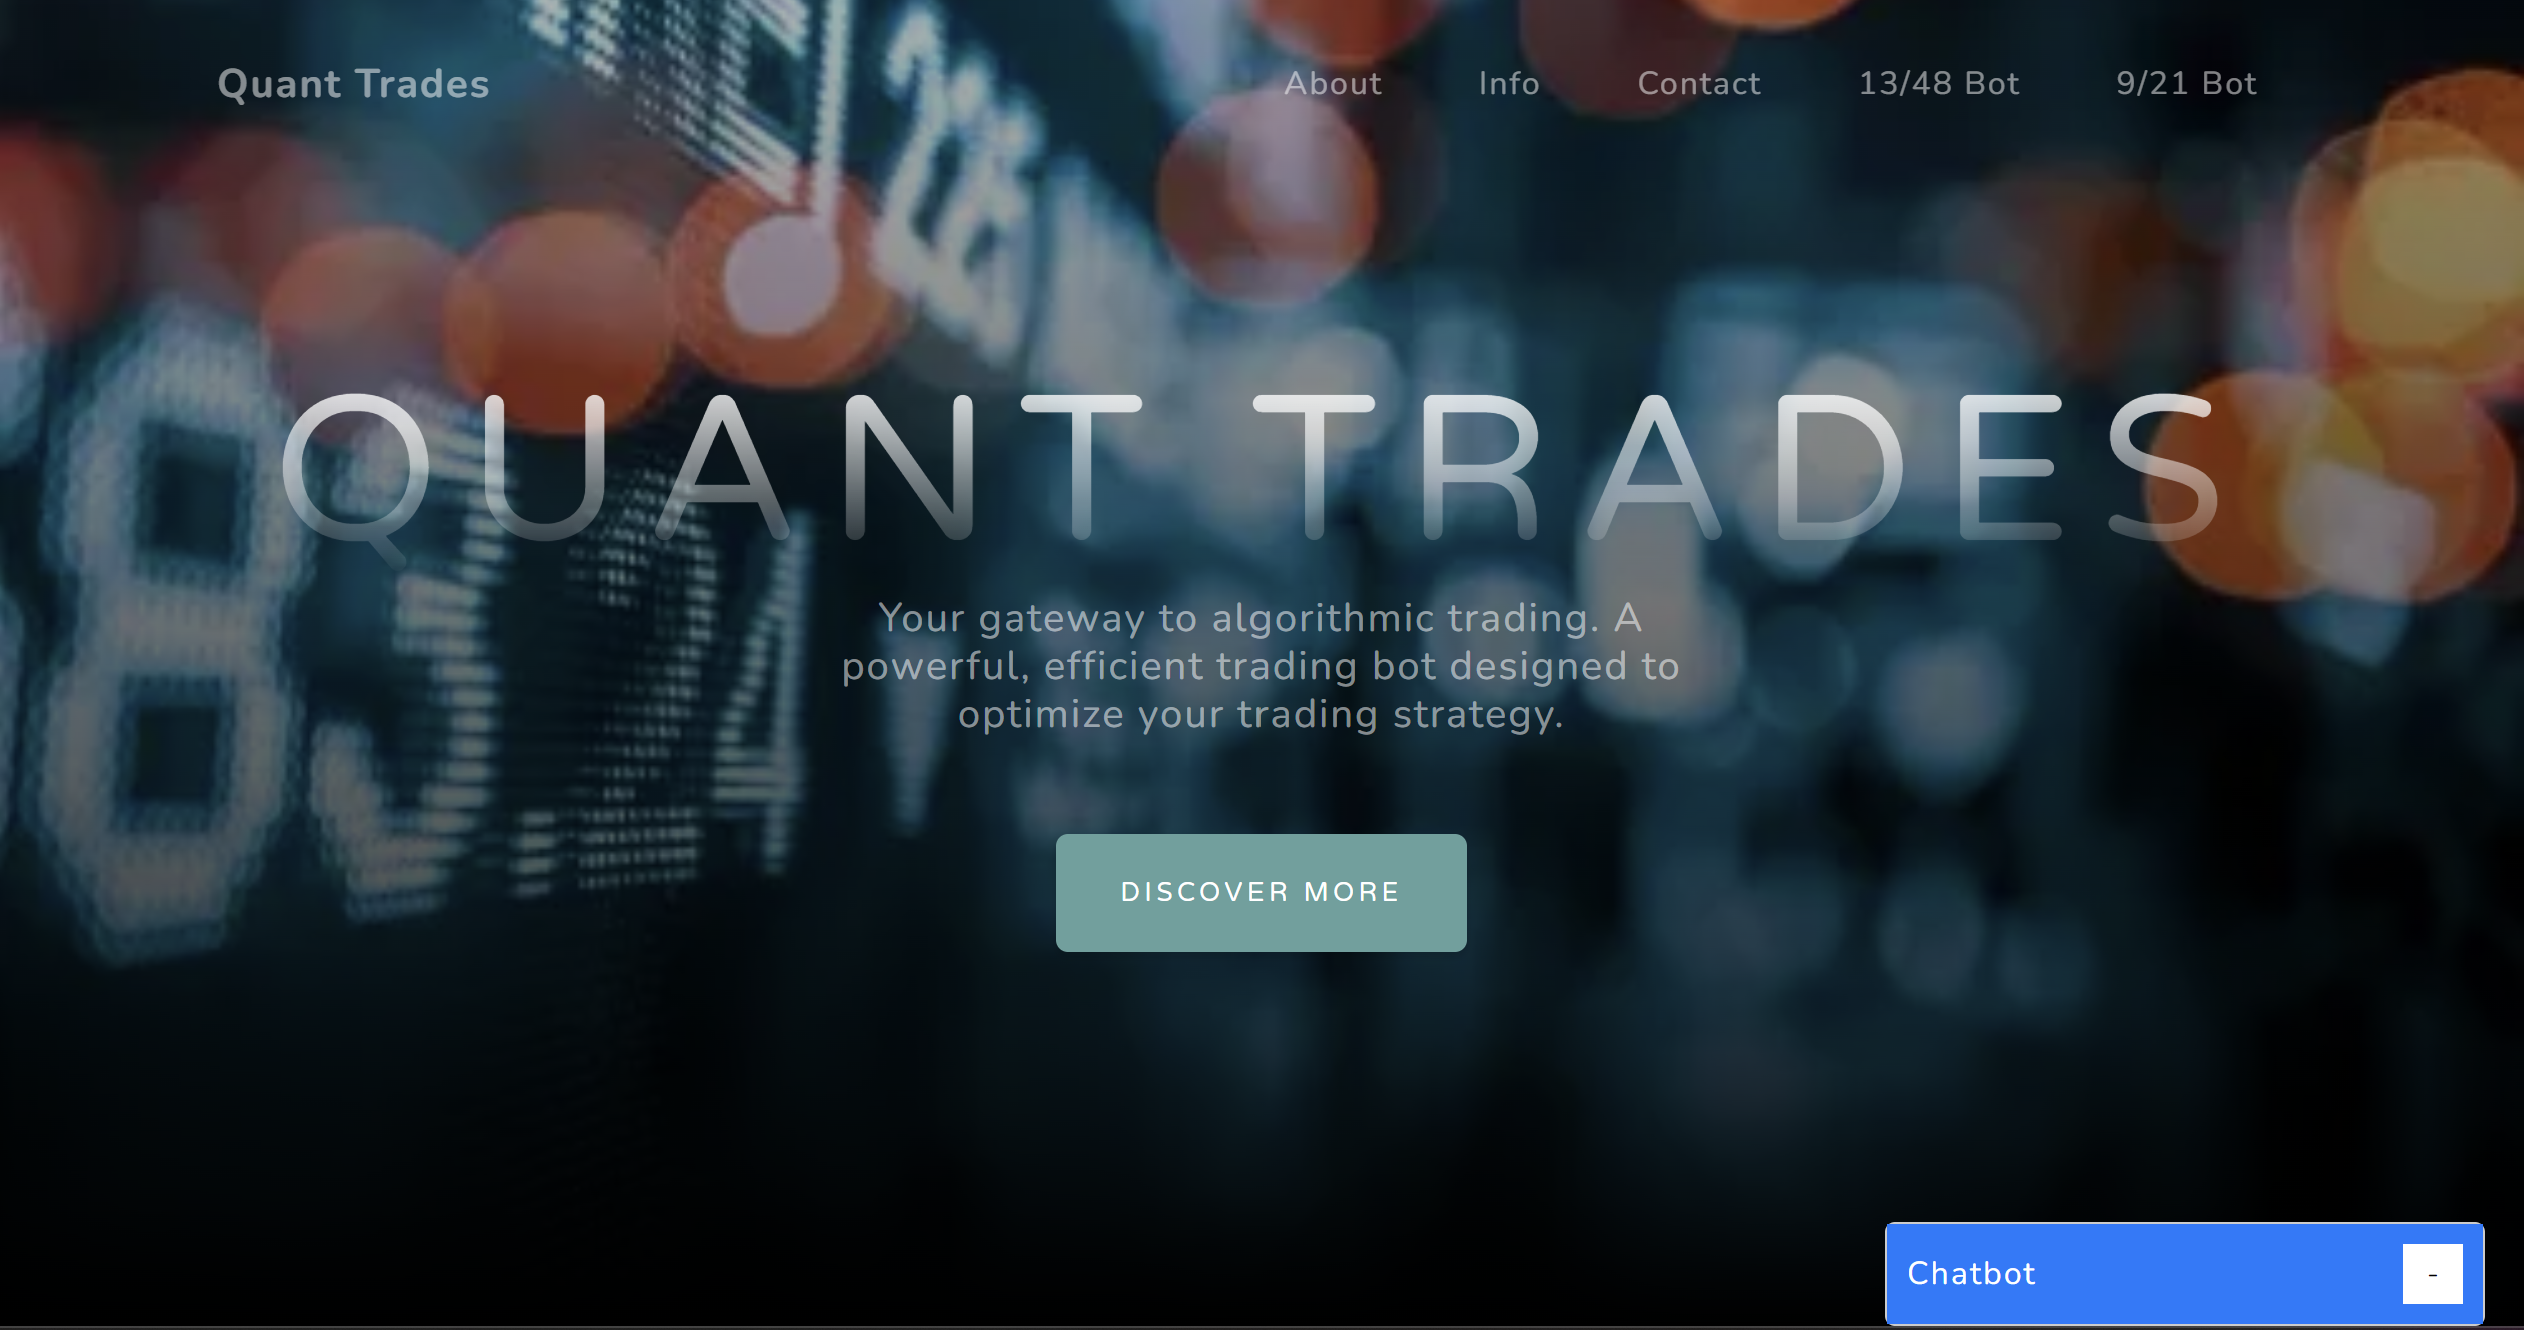 Quant Trades
About Info Contact 13/48 Bot 9/21 Bot
QUANT TRADES
Your gateway to algorithmic trading. A
powerful, efficient trading bot designed to
optimize your trading strategy.
DISCOVER MORE
Chatbot -